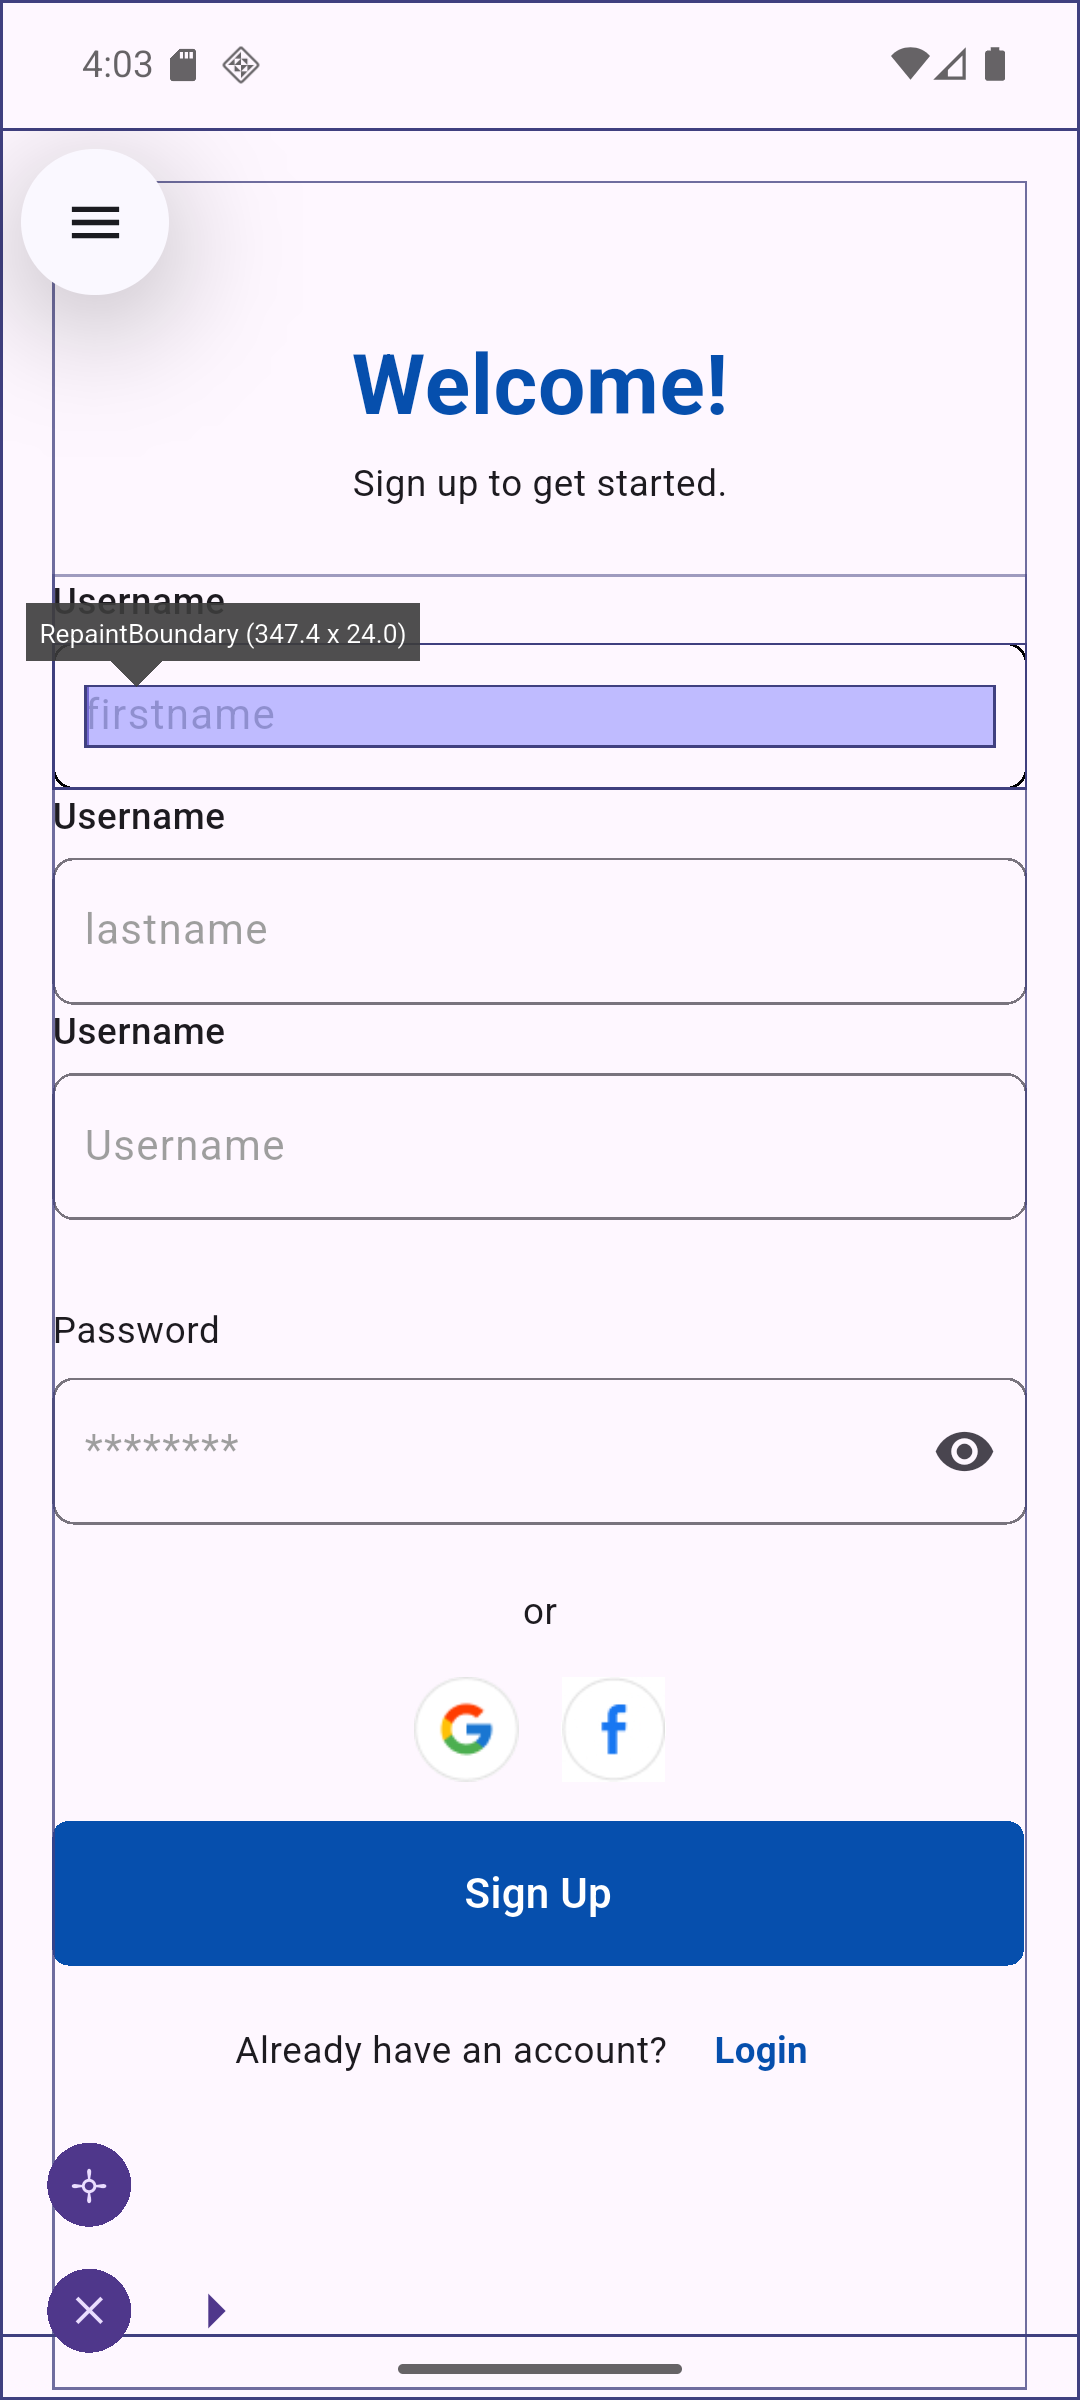 4:03
Welcome!
Sign up to get started.
Username
RepaintBoundary (347.4 x 24.0)
firstname
Username
lastname
Username
Username
Password
********
or
Sign Up
Already have an account? Login